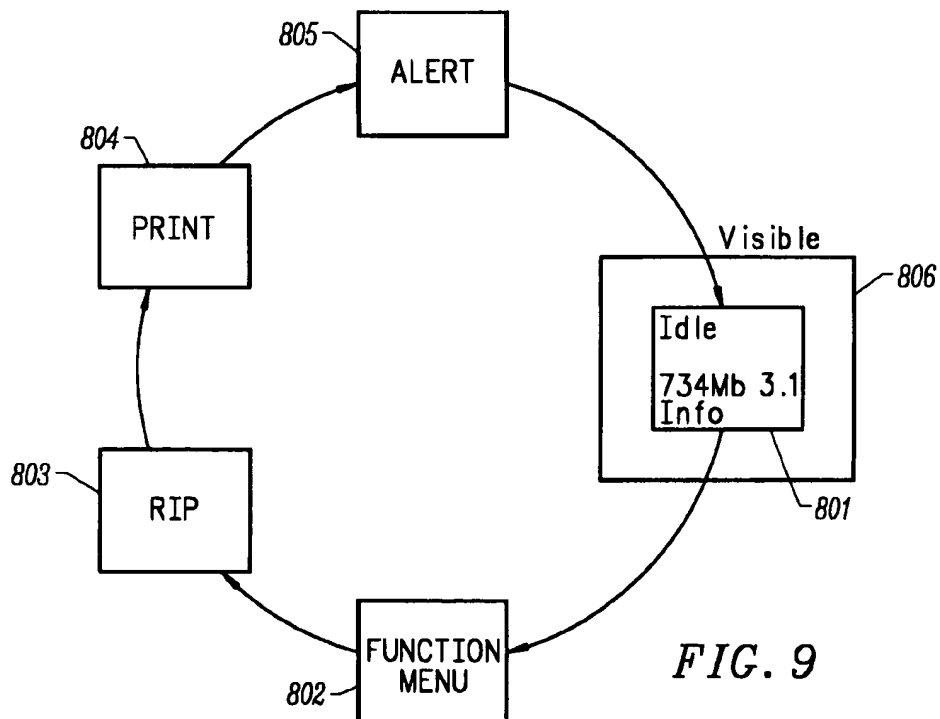 805
ALERT
804
PRINT
Visible
806
Idle
734Mb 3.1
Info
801
803
RIP
FUNCTION
MENU
802
FIG. 9